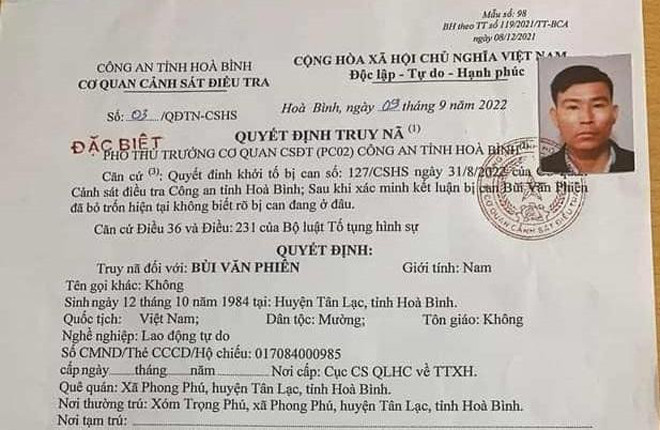 Mẫu số: 98
BH theo TT số 119/2021/TT-BCA
ngày 08/12/2021
CÔNG AN TỈNH HOÀ BÌNH
CƠ QUAN CẢNH SÁT ĐIỀU TRA
CỘNG HÒA XÃ HỘI CHỦ NGHĨA VIỆT NAM
Độc lập - Tự do - Hạnh phúc
Số: 03/QĐTN-CSHS
Hoà Bình, ngày 09 tháng 9 năm 2022
ĐẶC BIỆT
QUYẾT ĐỊNH TRUY NÃ (1)
PHÓ THỦ TRƯỞNG CƠ QUAN CSĐT (PC02) CÔNG AN TỈNH HOÀ BÌNH
Căn cứ (3): Quyết định khởi tố bị can số: 127/CSHS ngày 31/8/2022 của Cơ quan
Cảnh sát điều tra Công an tỉnh Hoà Bình; Sau khi xác minh kết luận bị can Bùi Văn Phiên
đã bỏ trốn hiện tại không biết rõ bị can đang ở đâu.
Căn cứ Điều 36 và Điều: 231 của Bộ luật Tố tụng hình sự
QUYẾT ĐỊNH:
Truy nã đối với: BÙI VĂN PHIÊN Giới tính: Nam
Tên gọi khác: Không
Sinh ngày 12 tháng 10 năm 1984 tại: Huyện Tân Lạc, tỉnh Hoà Bình.
Quốc tịch: Việt Nam; Dân tộc: Mường; Tôn giáo: Không
Nghề nghiệp: Lao động tự do
Số CMND/Thẻ CCCD/Hộ chiếu: 017084000985
cấp ngày......tháng......năm............ Nơi cấp: Cục CS QLHC về TTXH.
Quê quán: Xã Phong Phú, huyện Tân Lạc, tỉnh Hoà Bình.
Nơi thường trú: Xóm Trọng Phú, xã Phong Phú, huyện Tân Lạc, tỉnh Hoà Bình.
Nơi tạm trú:
CƠ QUAN CẢNH SÁT ĐIỀU TRA